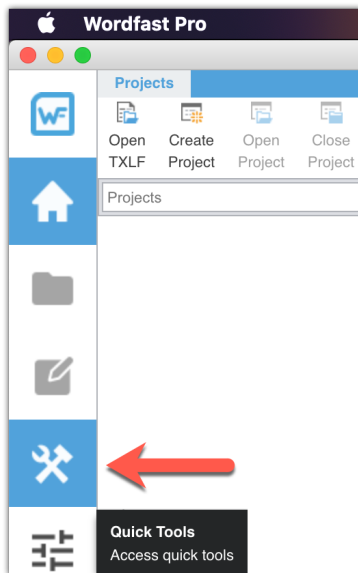 Wordfast Pro
WF
Projects
Open TXLF
Create Project
Open Project
Close Project
Projects
Quick Tools
Access quick tools